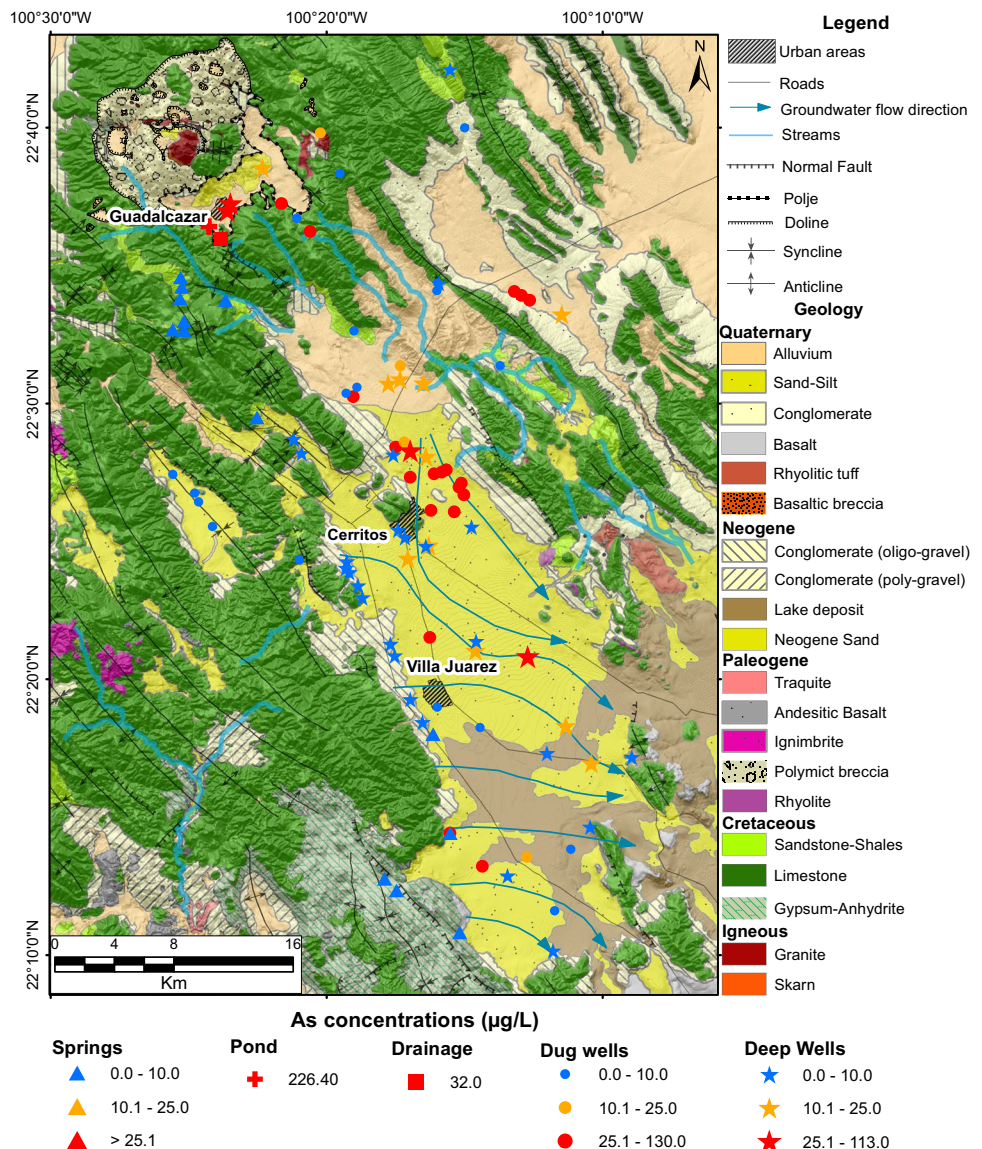 100°30'0"W 100°20'0"W 100°10'0"W
22°40'0"N
22°30'0"N
22°20'0"N
22°10'0"N
N
Guadalcazar
Cerritos
Villa Juarez
0 4 8 16
Km
Legend
Urban areas
Roads
Groundwater flow direction
Streams
Normal Fault
Polje
Doline
Syncline
Anticline
Geology
Quaternary
Alluvium
Sand-Silt
Conglomerate
Basalt
Rhyolitic tuff
Basaltic breccia
Neogene
Conglomerate (oligo-gravel)
Conglomerate (poly-gravel)
Lake deposit
Neogene Sand
Paleogene
Traquite
Andesitic Basalt
Ignimbrite
Polymict breccia
Rhyolite
Cretaceous
Sandstone-Shales
Limestone
Gypsum-Anhydrite
Igneous
Granite
Skarn
As concentrations (µg/L)
Springs
0.0 - 10.0
10.1 - 25.0
> 25.1
Pond
226.40
Drainage
32.0
Dug wells
0.0 - 10.0
10.1 - 25.0
25.1 - 130.0
Deep Wells
0.0 - 10.0
10.1 - 25.0
25.1 - 113.0